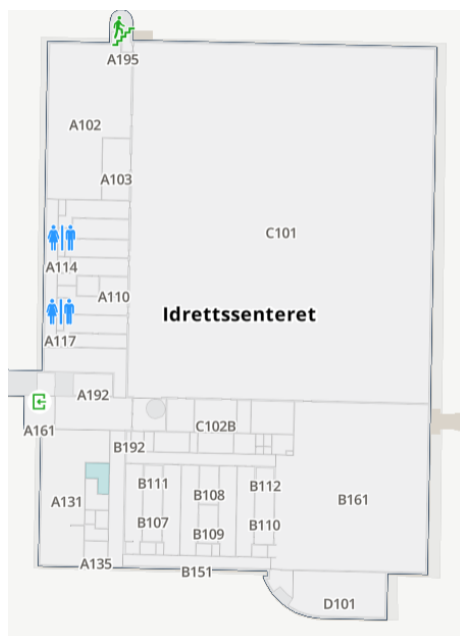 A195
A102
A103
C101
A114
A110
Idrettssenteret
A117
A192
C102B
A161
B192
B111
B108
B112
A131
B161
B107
B109
B110
A135
B151
D101